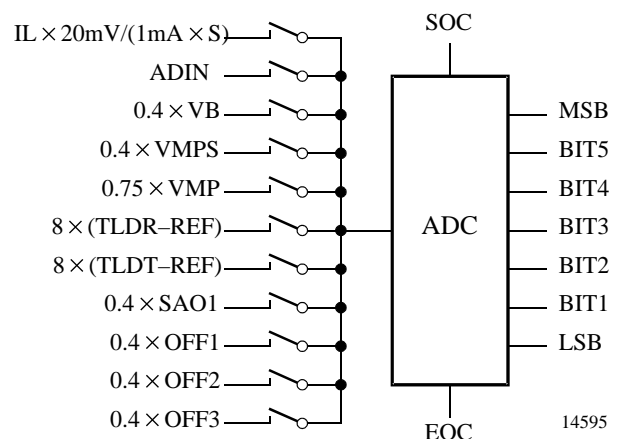 IL × 20mV/(1mA × S)
SOC
ADIN
0.4 × VB
MSB
0.4 × VMPS
BIT5
0.75 × VMP
BIT4
8 × (TLDR–REF)
ADC
BIT3
8 × (TLDT–REF)
BIT2
0.4 × SAO1
BIT1
0.4 × OFF1
LSB
0.4 × OFF2
0.4 × OFF3
EOC
14595